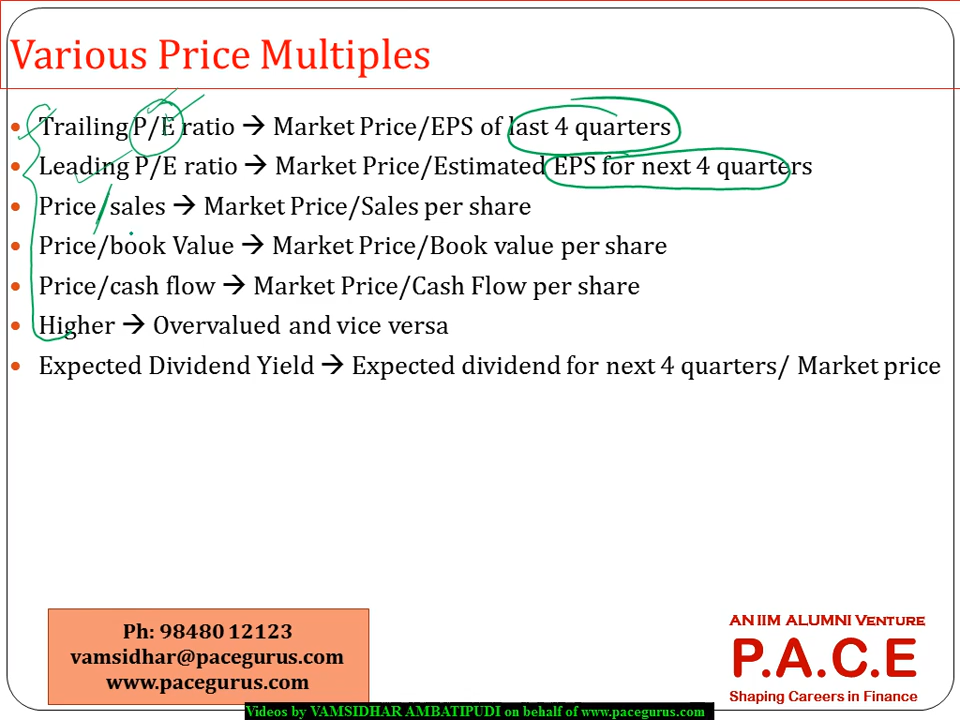 Various Price Multiples
• Trailing P/E ratio → Market Price/EPS of last 4 quarters
• Leading P/E ratio → Market Price/Estimated EPS for next 4 quarters
• Price/sales → Market Price/Sales per share
• Price/book Value → Market Price/Book value per share
• Price/cash flow → Market Price/Cash Flow per share
• Higher → Overvalued and vice versa
• Expected Dividend Yield → Expected dividend for next 4 quarters/ Market price
Ph: 98480 12123
vamsidhar@pacegurus.com
www.pacegurus.com
AN IIM ALUMNI VENTURE
P.A.C.E
Shaping Careers in Finance
Videos by VAMSIDHAR AMBATIPUDI on behalf of www.pacegurus.com